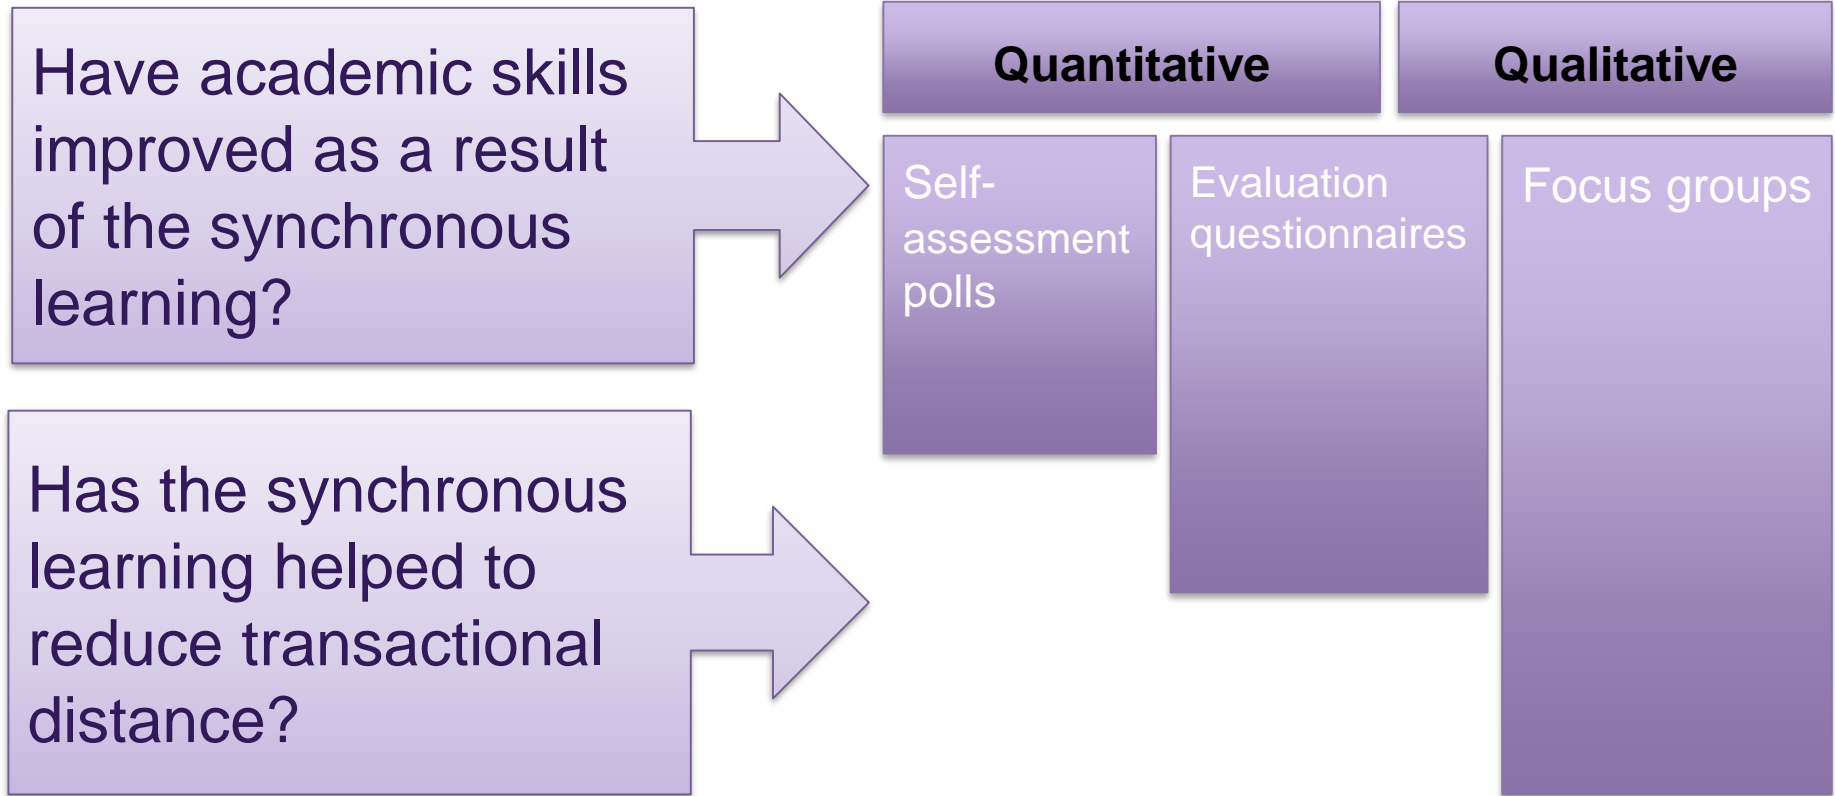 Have academic skills
improved as a result
of the synchronous
learning?
Has the synchronous
learning helped to
reduce transactional
distance?
Quantitative
Qualitative
Self-
assessment
polls
Evaluation
questionnaires
Focus groups